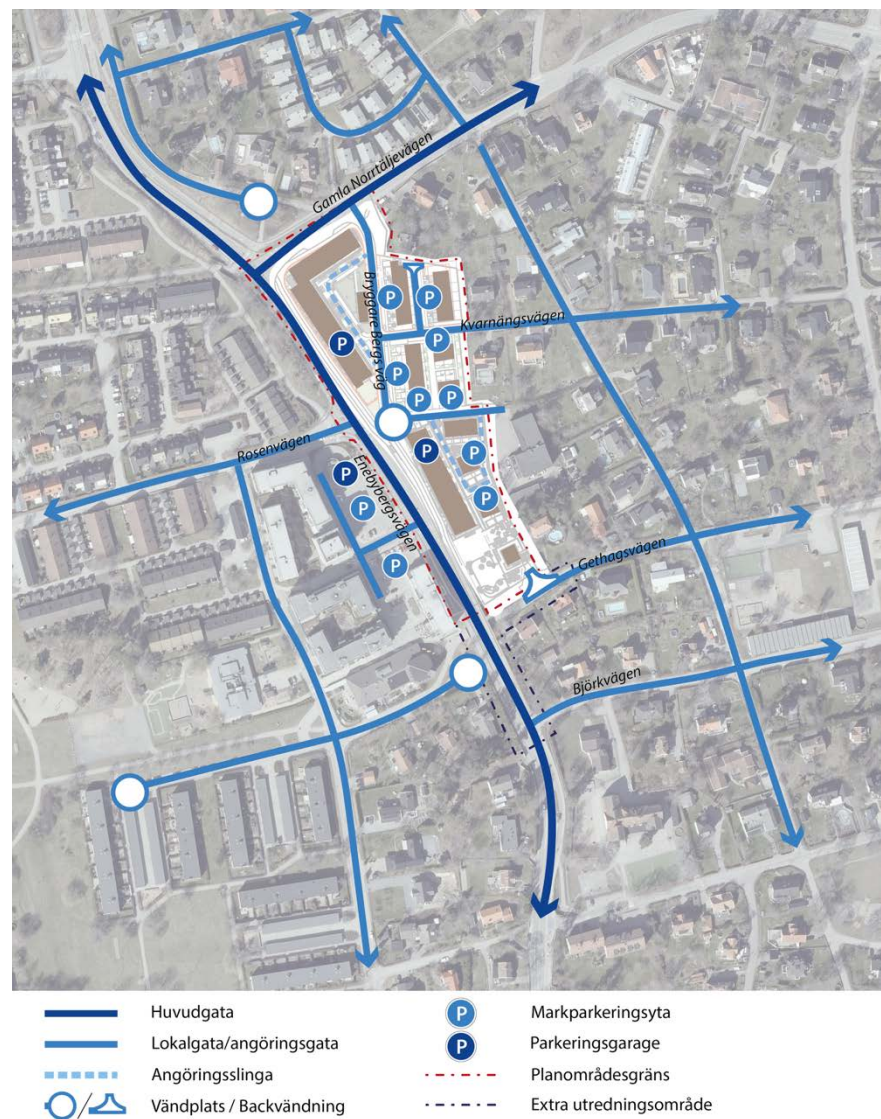 Gamla Norrtäljevägen
Bryggare Bergs väg
P
P
Kvarnängsvägen
P
P
P
P
P
Rosenvägen
Enebybergsvägen
P
P
P
P
P
P
Gethagsvägen
Björkvägen
Huvudgata
Lokalgata/angöringsgata
Angöringsslinga
Vändplats / Backvändning
P Markparkeringsyta
P Parkeringsgarage
Planområdesgräns
Extra utredningsområde